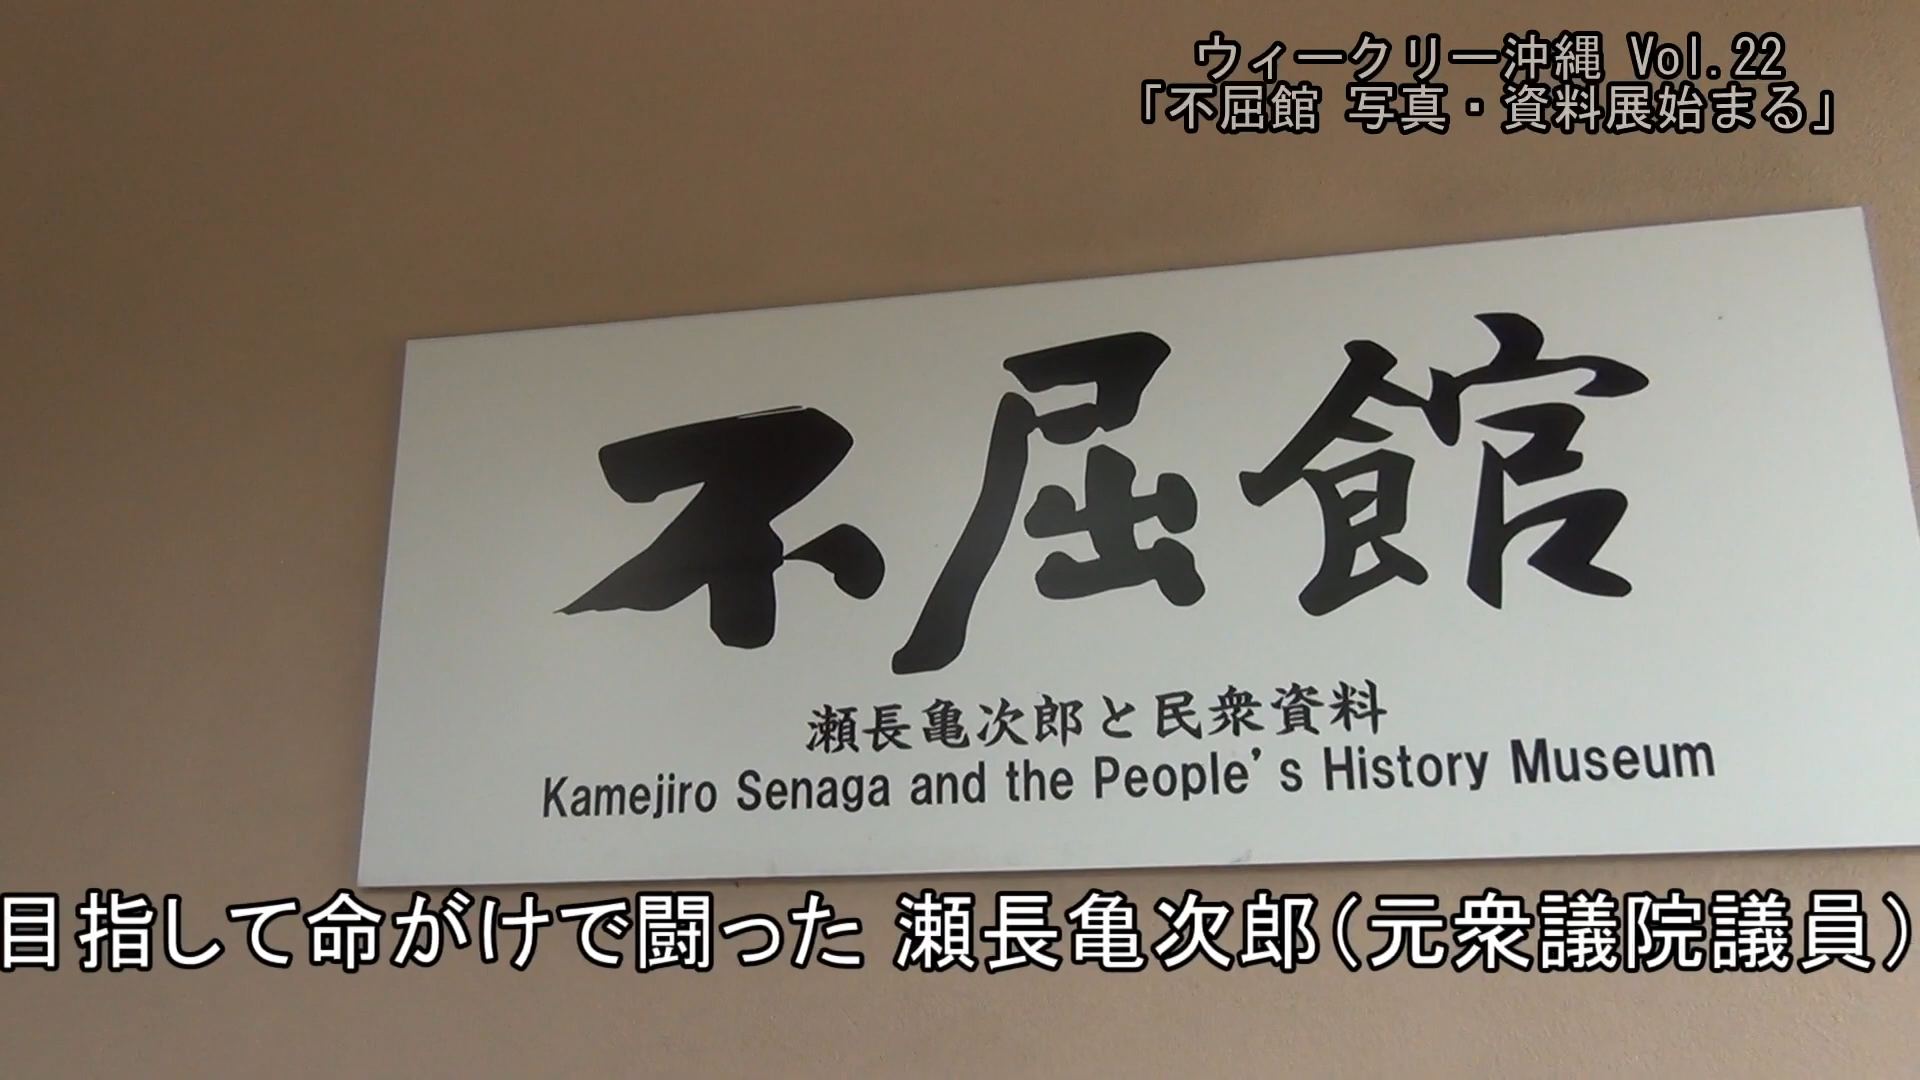 ウィークリー沖縄 Vol.22
「不屈館 写真・資料展始まる」
不屈館
瀬長亀次郎と民衆資料
Kamejiro Senaga and the People's History Museum
目指して命がけで闘った 瀬長亀次郎(元衆議院議員)